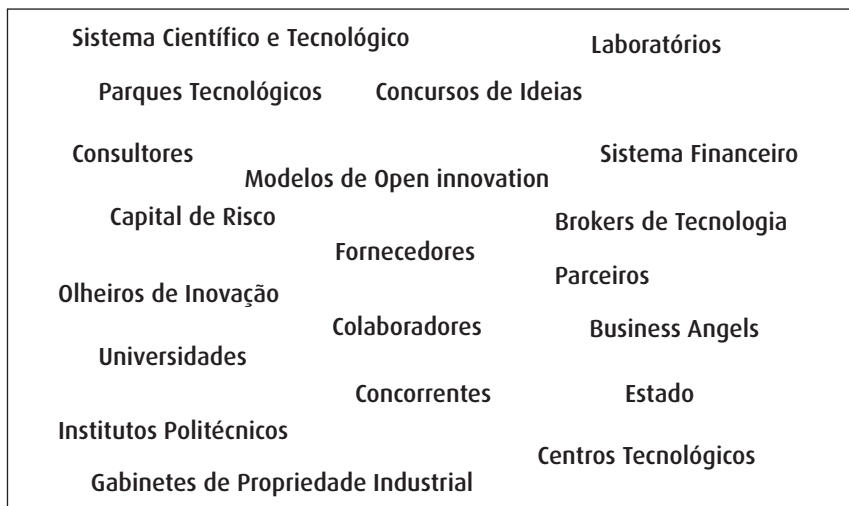 Sistema Científico e Tecnológico
Laboratórios
Parques Tecnológicos
Concursos de Ideias
Consultores
Sistema Financeiro
Modelos de Open innovation
Capital de Risco
Brokers de Tecnologia
Fornecedores
Parceiros
Olheiros de Inovação
Colaboradores
Business Angels
Universidades
Concorrentes
Estado
Institutos Politécnicos
Centros Tecnológicos
Gabinetes de Propriedade Industrial